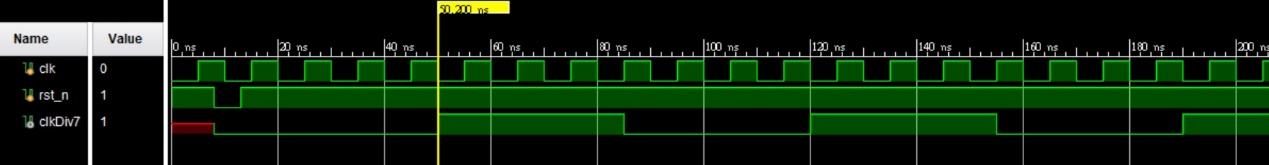 50.200 ns
Name Value
0 ns 20 ns 40 ns 60 ns 80 ns 100 ns 120 ns 140 ns 160 ns 180 ns 200 ns
clk 0
rst_n 1
clkDiv7 1